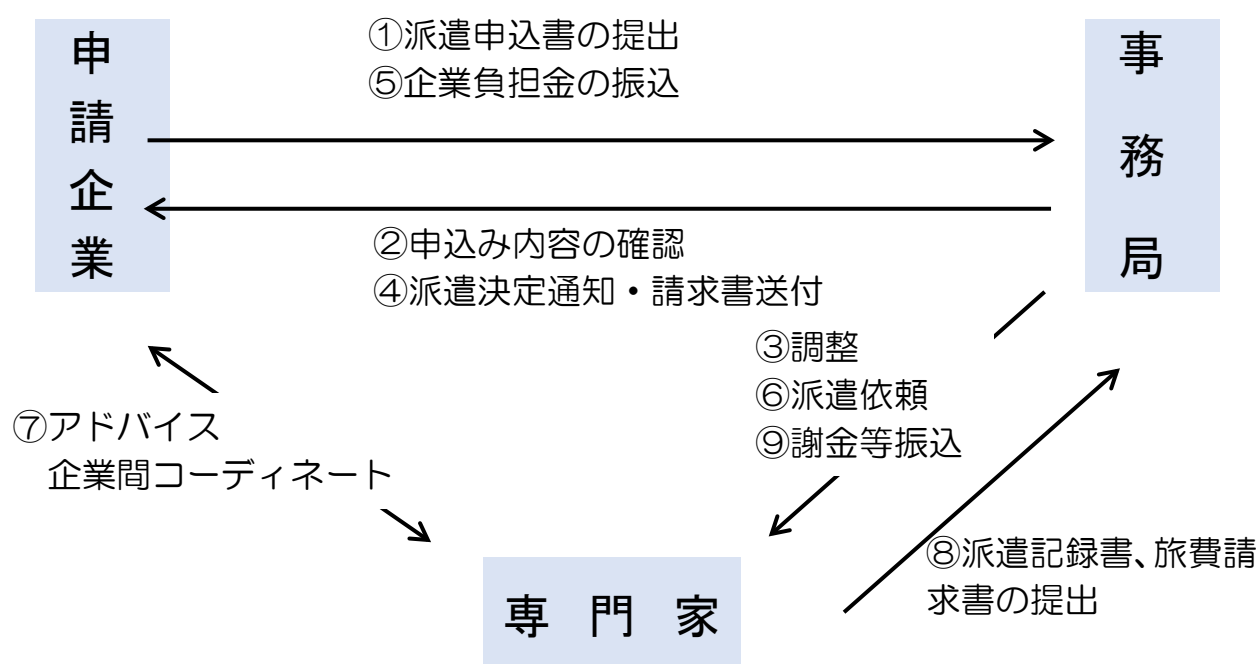 申請企業
①派遣申込書の提出
⑤企業負担金の振込
事務局
②申込み内容の確認
④派遣決定通知・請求書送付
③調整
⑥派遣依頼
⑨謝金等振込
⑦アドバイス
企業間コーディネート
⑧派遣記録書、旅費請
求書の提出
専門家